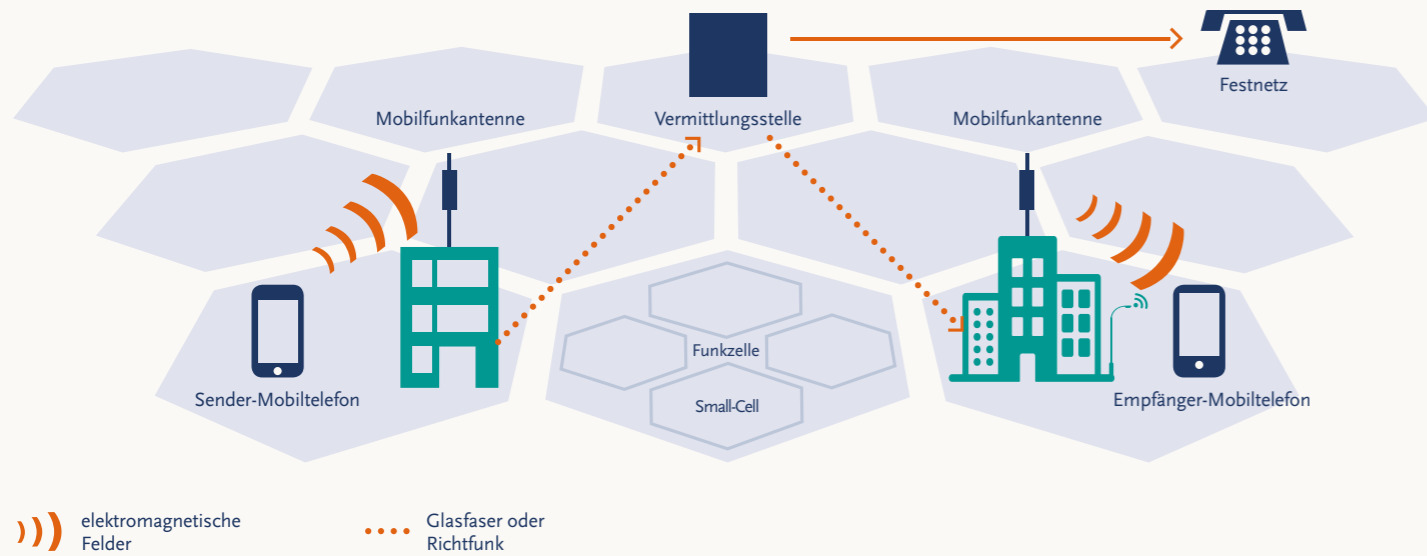 Festnetz
Mobilfunkantenne
Vermittlungsstelle
Mobilfunkantenne
Funkzelle
Small-Cell
Sender-Mobiltelefon
Empfänger-Mobiltelefon
elektromagnetische
Felder
Glasfaser oder
Richtfunk